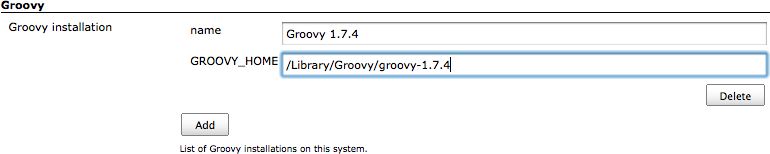 Groovy
Groovy installation
name
Groovy 1.7.4
GROOVY_HOME
/Library/Groovy/groovy-1.7.4
Delete
Add
List of Groovy installations on this system.